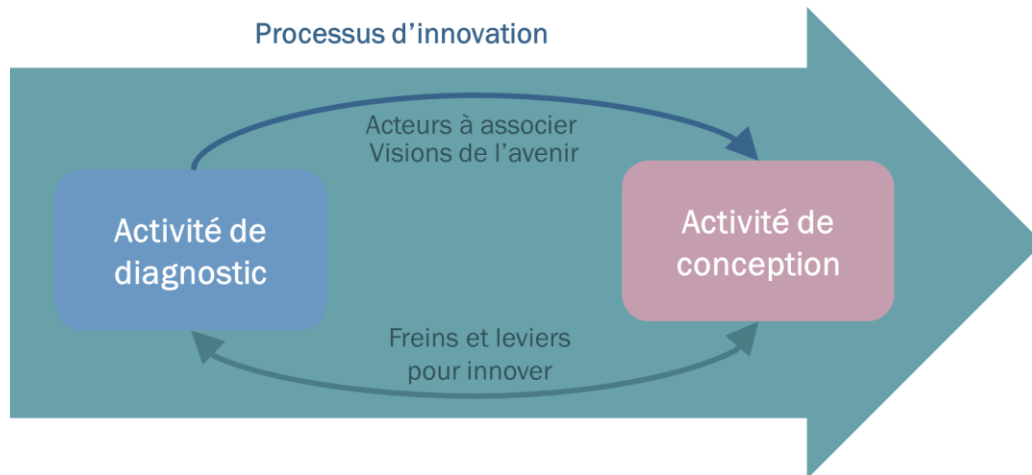 Processus d'innovation
Acteurs à associer
Visions de l'avenir
Activité de
diagnostic
Activité de
conception
Freins et leviers
pour innover